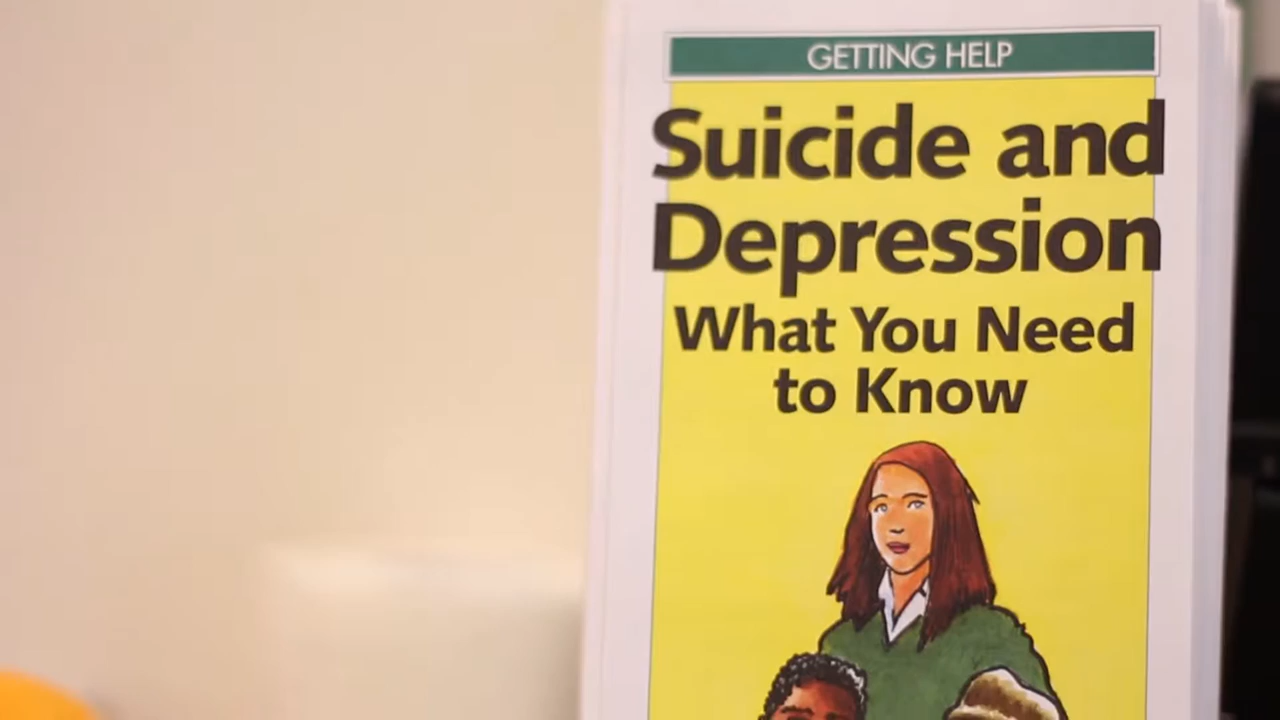 GETTING HELP
Suicide and
Depression
What You Need
to Know